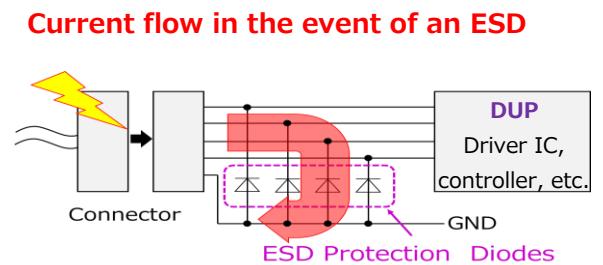 Current flow in the event of an ESD
DUP
Driver IC,
controller, etc.
Connector
GND
ESD Protection Diodes